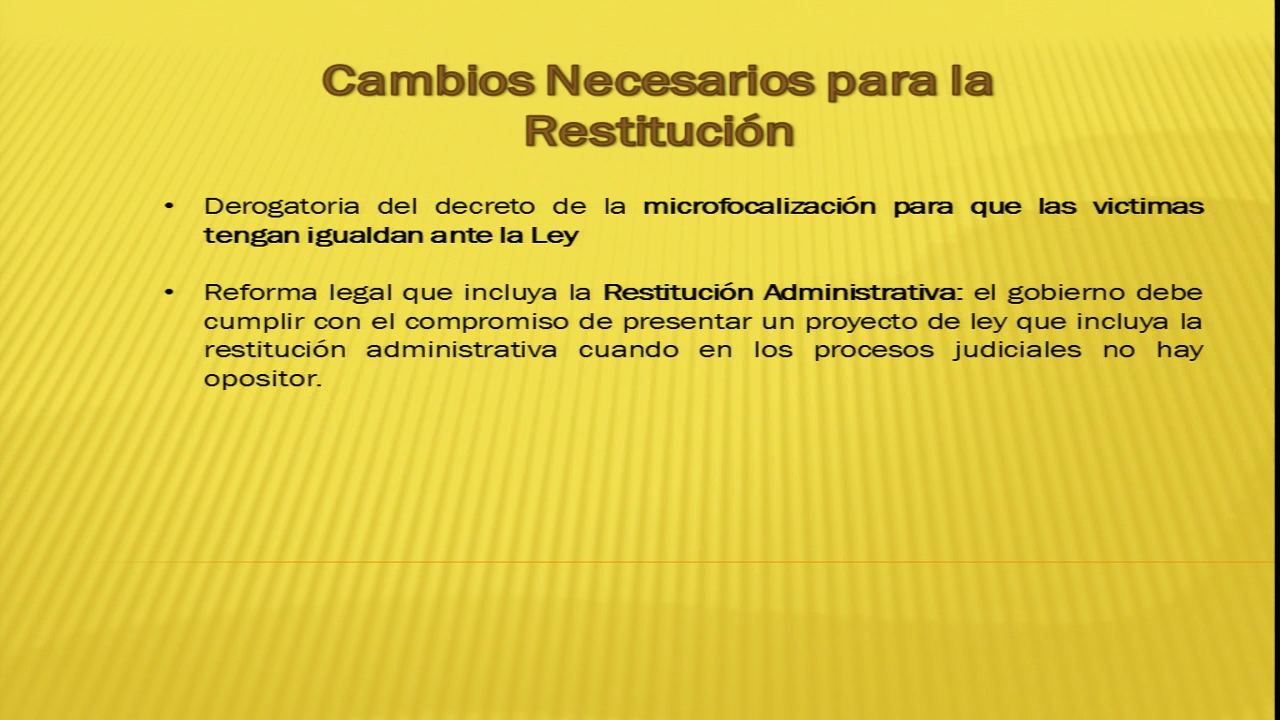 Cambios Necesarios para la
Restitución
• Derogatoria del decreto de la microfocalización para que las victimas
tengan igualdan ante la Ley
• Reforma legal que incluya la Restitución Administrativa: el gobierno debe
cumplir con el compromiso de presentar un proyecto de ley que incluya la
restitución administrativa cuando en los procesos judiciales no hay
opositor.